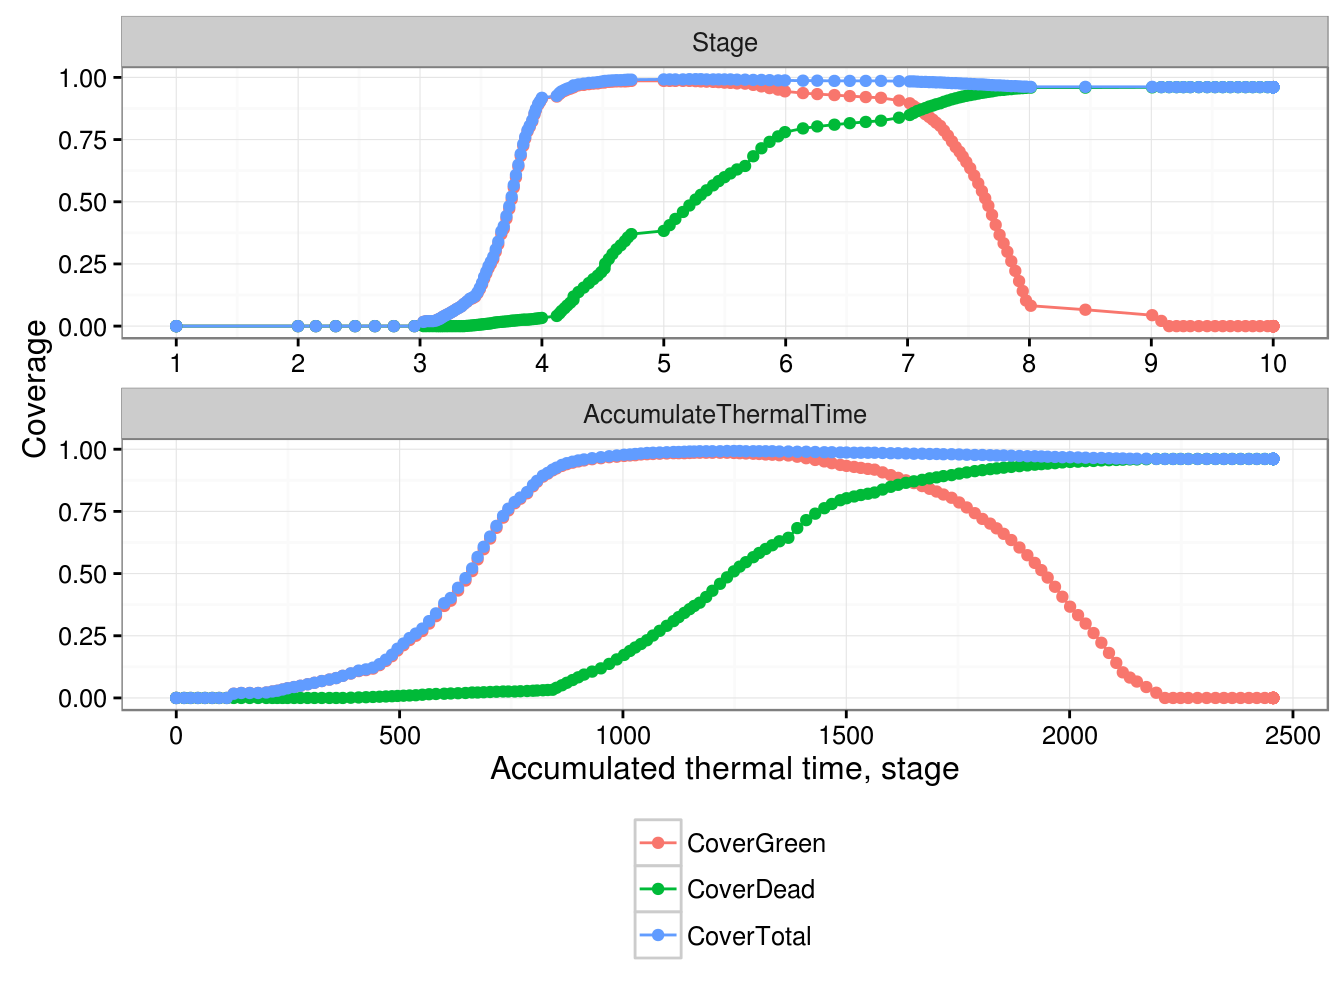 Stage
1.00
0.75
0.50
0.25
0.00
1 2 3 4 5 6 7 8 9 10
Coverage
AccumulateThermalTime
1.00
0.75
0.50
0.25
0.00
0 500 1000 1500 2000 2500
Accumulated thermal time, stage
CoverGreen
CoverDead
CoverTotal